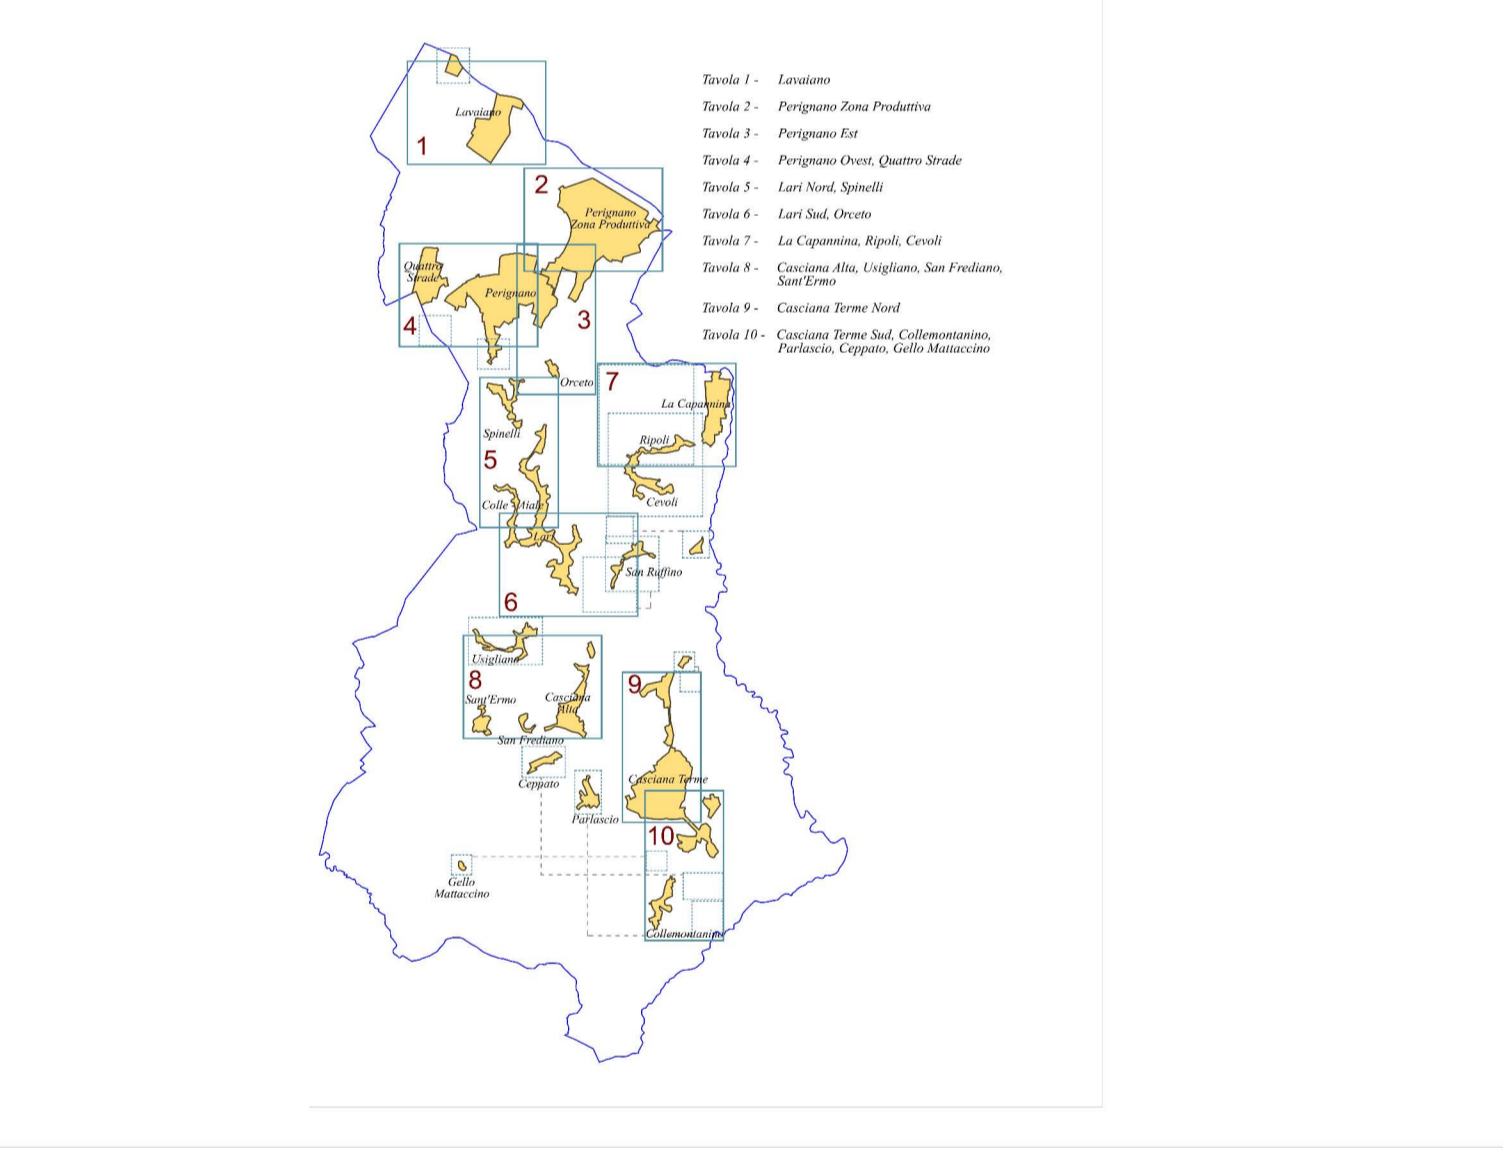 Tavola 1 - Lavaiano
Tavola 2 - Perignano Zona Produttiva
Tavola 3 - Perignano Est
Tavola 4 - Perignano Ovest, Quattro Strade
Tavola 5 - Lari Nord, Spinelli
Tavola 6 - Lari Sud, Orceto
Tavola 7 - La Capannina, Ripoli, Cevoli
Tavola 8 - Casciana Alta, Usigliano, San Frediano,
Sant'Ermo
Tavola 9 - Casciana Terme Nord
Tavola 10 - Casciana Terme Sud, Collemontanino,
Parlascio, Ceppato, Gello Mattaccino
Lavaiano
1
2
Perignano
Zona Produttiva
Quattro
Strade
Perignano
4
3
Orceto
7
La Capannina
Spinelli
Ripoli
5
Colle Miale
Cevoli
Lari
San Ruffino
6
Usigliano
8
9
Sant'Ermo
Casciana
Alta
San Frediano
Ceppato
Casciana Terme
Parlascio
10
Gello
Mattaccino
Collemontanino